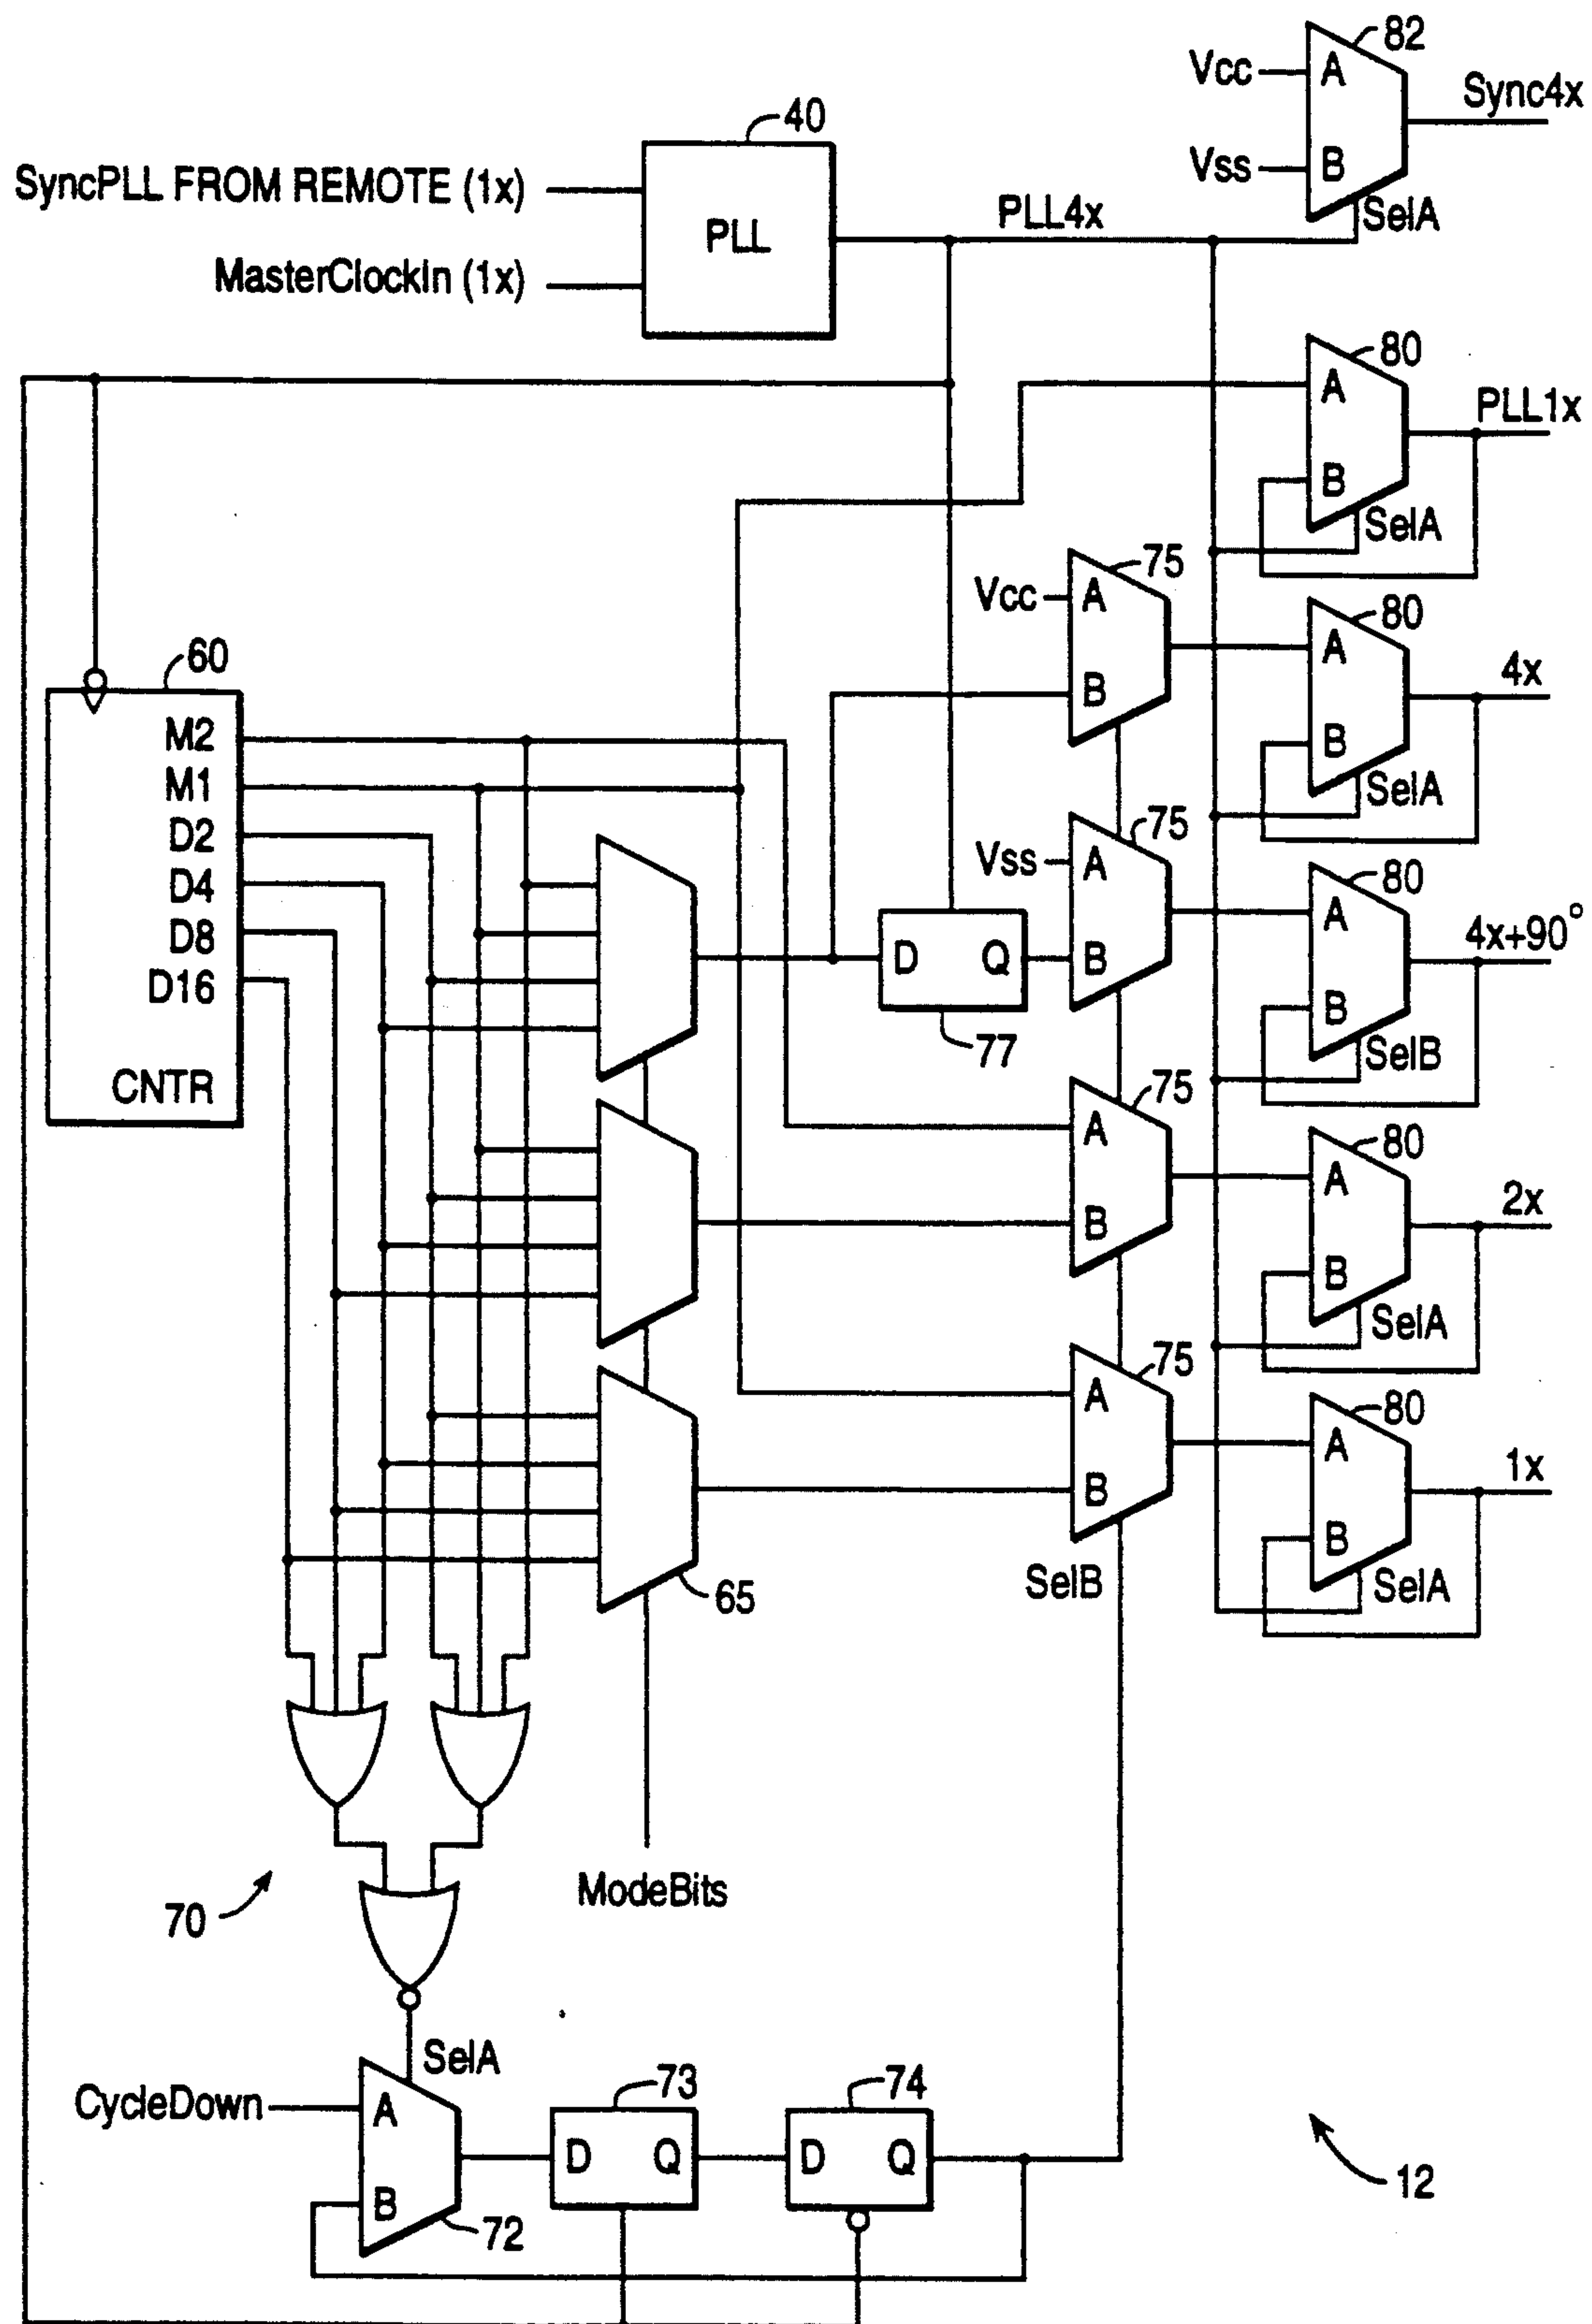 82
Vcc
A
Sync4x
Vss
B
SelA
40
SyncPLL FROM REMOTE (1x)
PLL
MasterClockIn (1x)
PLL4x
80
A
PLL1x
B
SelA
75
Vcc
A
B
80
A
4x
B
SelA
60
M2
M1
D2
D4
D8
D16
CNTR
75
Vss
A
B
D Q
77
80
A
4x+90°
B
SelB
75
A
B
80
A
2x
B
SelA
75
A
B
SelB
80
A
1x
B
SelA
65
ModeBits
70
SelA
CycleDown
A
B
72
73
D Q
74
D Q
12